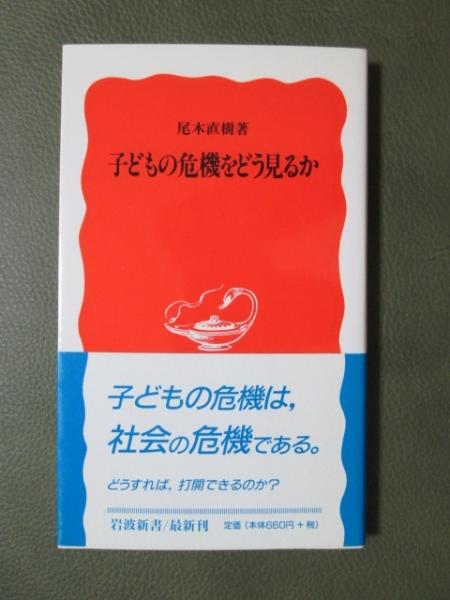 尾木直樹著
子どもの危機をどう見るか
子どもの危機は，
社会の危機である。
どうすれば，打開できるのか？
岩波新書/最新刊 定価（本体660円＋税）